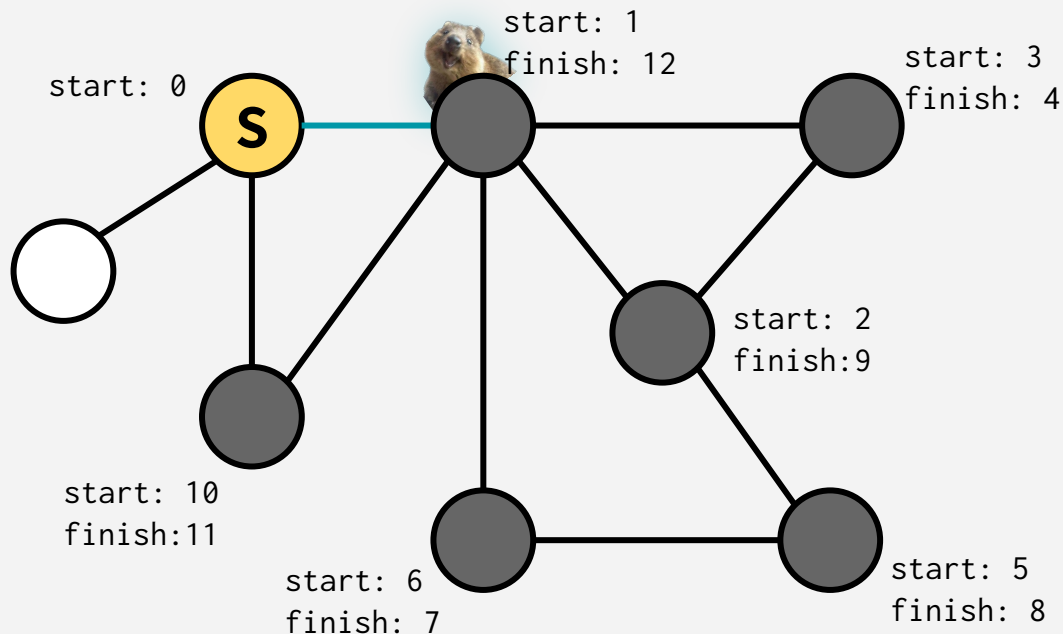 start: 1
finish: 12
start: 3
finish: 4
start: 0
S
start: 2
finish:9
start: 10
finish:11
start: 6
finish: 7
start: 5
finish: 8